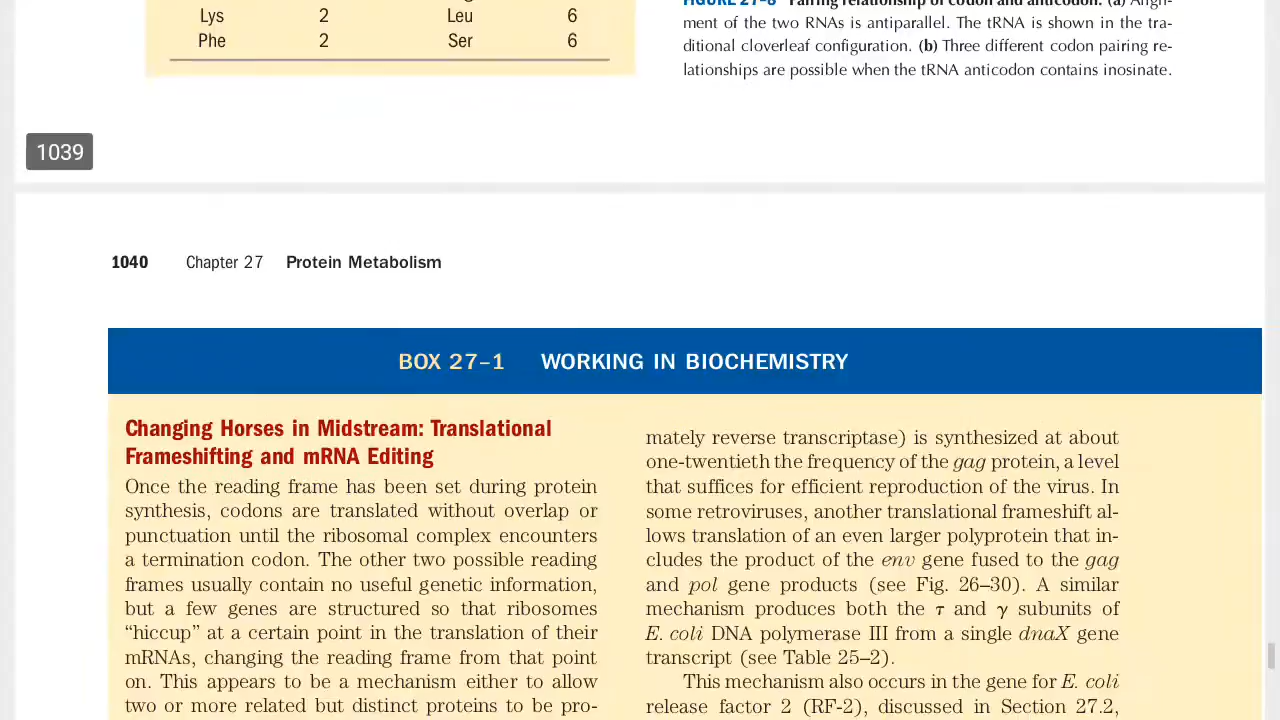 Lys 2 Leu 6
Phe 2 Ser 6
FIGURE 27–8 Pairing relationship of codon and anticodon. (a) Align-
ment of the two RNAs is antiparallel. The tRNA is shown in the tra-
ditional cloverleaf configuration. (b) Three different codon pairing re-
lationships are possible when the tRNA anticodon contains inosinate.
1039
1040 Chapter 27 Protein Metabolism
BOX 27–1 WORKING IN BIOCHEMISTRY
Changing Horses in Midstream: Translational
Frameshifting and mRNA Editing
Once the reading frame has been set during protein
synthesis, codons are translated without overlap or
punctuation until the ribosomal complex encounters
a termination codon. The other two possible reading
frames usually contain no useful genetic information,
but a few genes are structured so that ribosomes
“hiccup” at a certain point in the translation of their
mRNAs, changing the reading frame from that point
on. This appears to be a mechanism either to allow
two or more related but distinct proteins to be pro-
mately reverse transcriptase) is synthesized at about
one-twentieth the frequency of the gag protein, a level
that suffices for efficient reproduction of the virus. In
some retroviruses, another translational frameshift al-
lows translation of an even larger polyprotein that in-
cludes the product of the env gene fused to the gag
and pol gene products (see Fig. 26–30). A similar
mechanism produces both the τ and γ subunits of
E. coli DNA polymerase III from a single dnaX gene
transcript (see Table 25–2).
This mechanism also occurs in the gene for E. coli
release factor 2 (RF-2), discussed in Section 27.2,